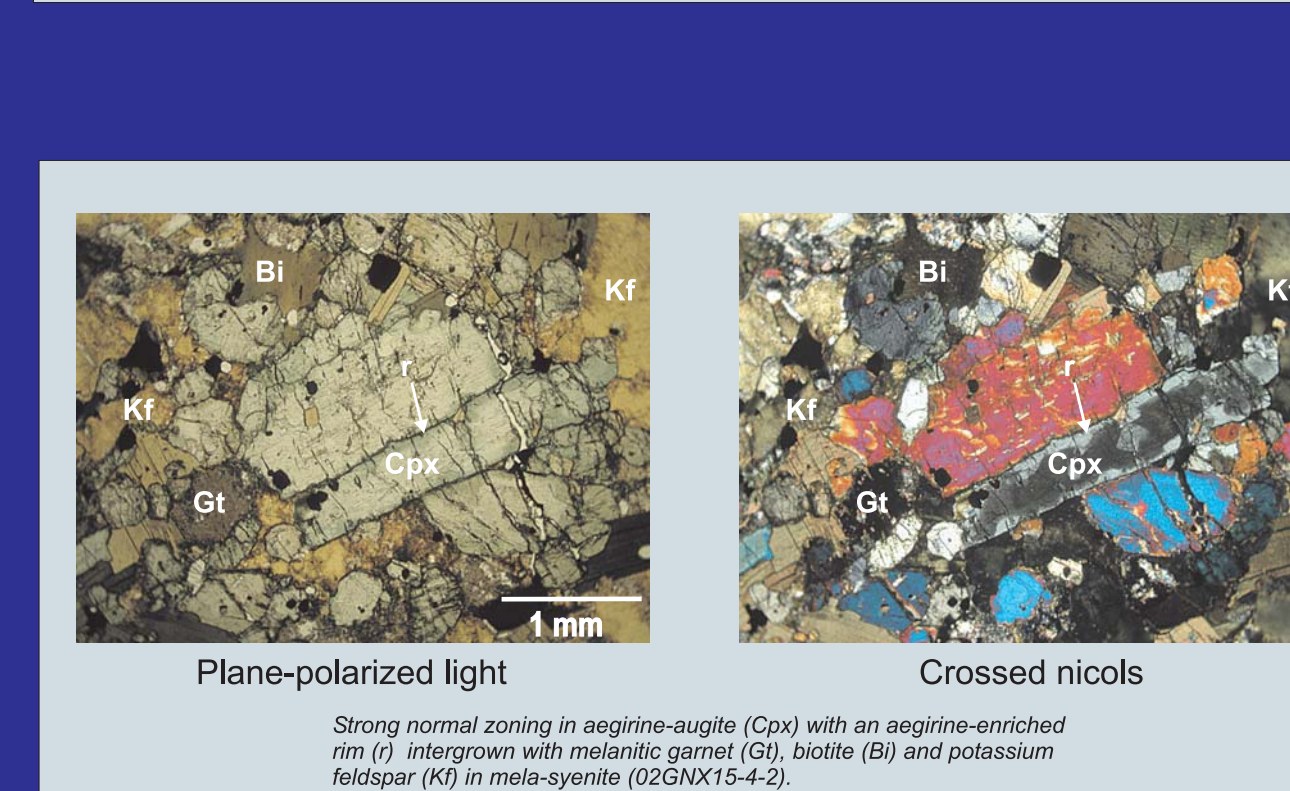 Bi
Kf
r
Kf
Cpx
Gt
1 mm
Plane-polarized light
Bi
r
Kf
Cpx
Gt
Crossed nicols
Strong normal zoning in aegirine-augite (Cpx) with an aegirine-enriched
rim (r) intergrown with melanitic garnet (Gt), biotite (Bi) and potassium
feldspar (Kf) in mela-syenite (02GNX15-4-2).